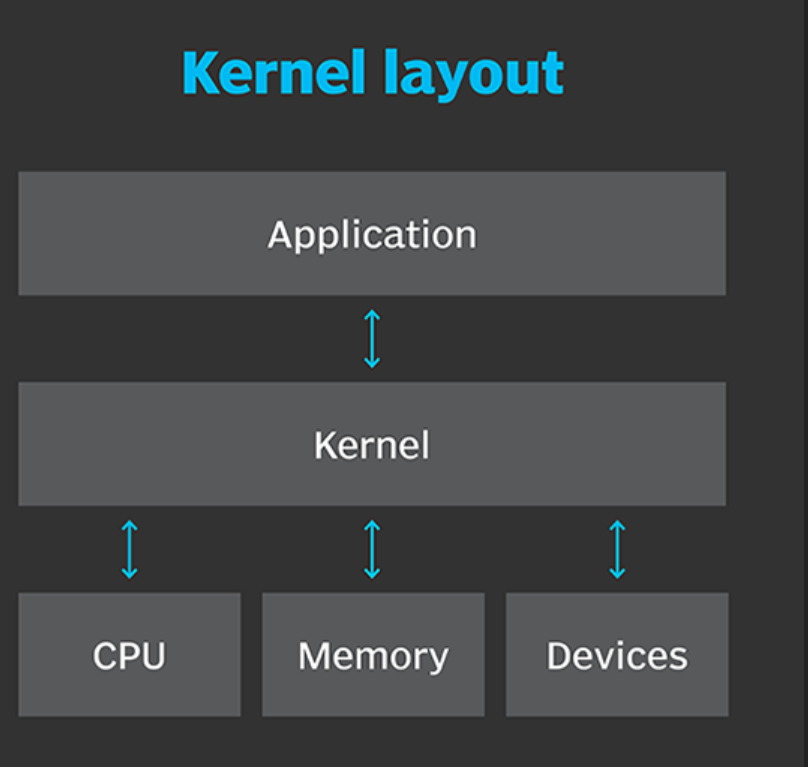 Kernel layout
Application
Kernel
CPU
Memory
Devices